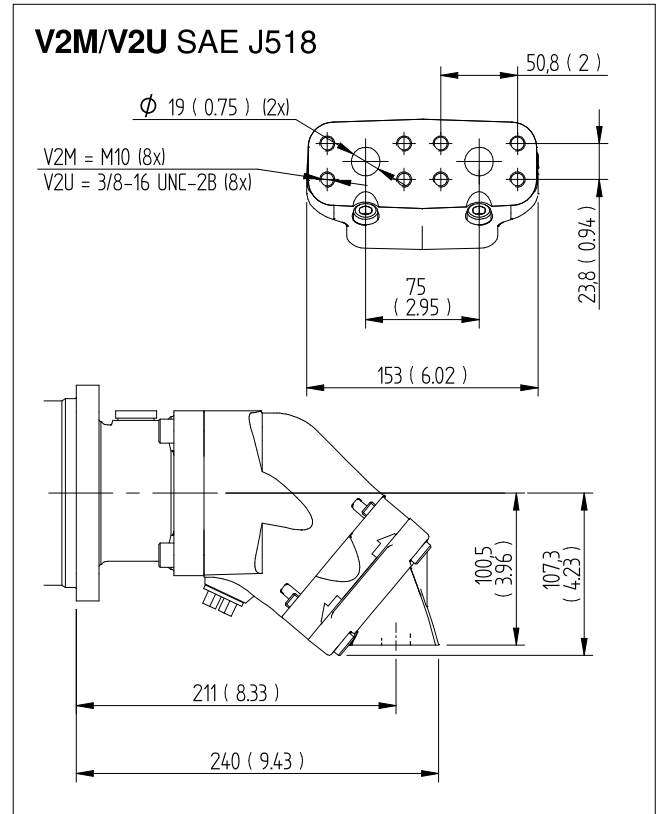 V2M/V2U SAE J518
50,8 ( 2 )
ϕ 19 ( 0.75 ) (2x)
V2M = M10 (8x)
V2U = 3/8-16 UNC-2B (8x)
23,8 ( 0.94 )
75
( 2.95 )
153 ( 6.02 )
100,5
( 3.96 )
107,3
( 4.23 )
211 ( 8.33 )
240 ( 9.43 )